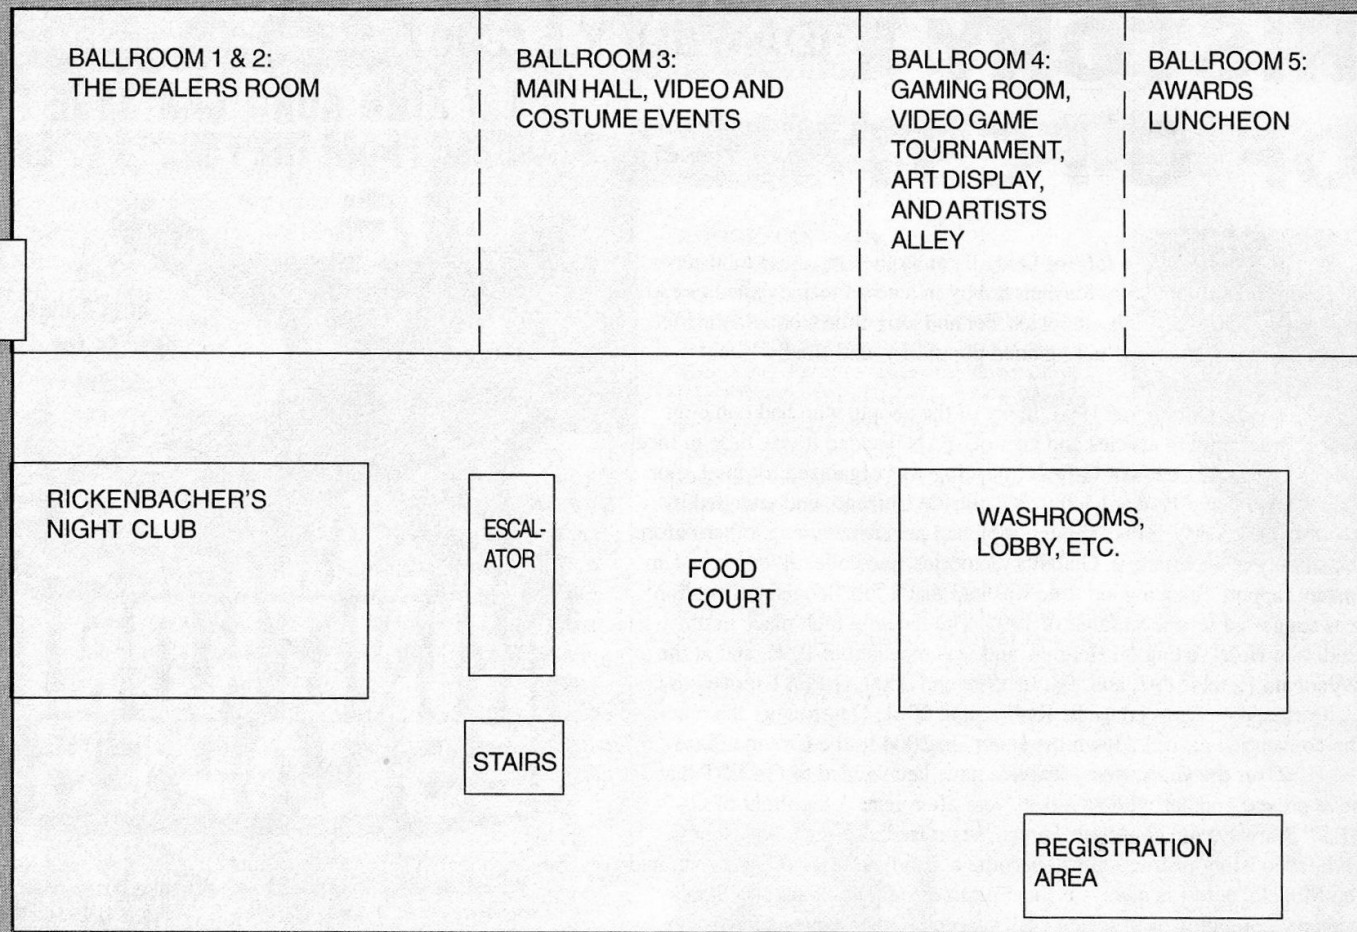 BALLROOM 1 & 2:
THE DEALERS ROOM
BALLROOM 3:
MAIN HALL, VIDEO AND
COSTUME EVENTS
BALLROOM 4:
GAMING ROOM,
VIDEO GAME
TOURNAMENT,
ART DISPLAY,
AND ARTISTS
ALLEY
BALLROOM 5:
AWARDS
LUNCHEON
RICKENBACHER'S
NIGHT CLUB
ESCAL-
ATOR
FOOD
COURT
WASHROOMS,
LOBBY, ETC.
STAIRS
REGISTRATION
AREA